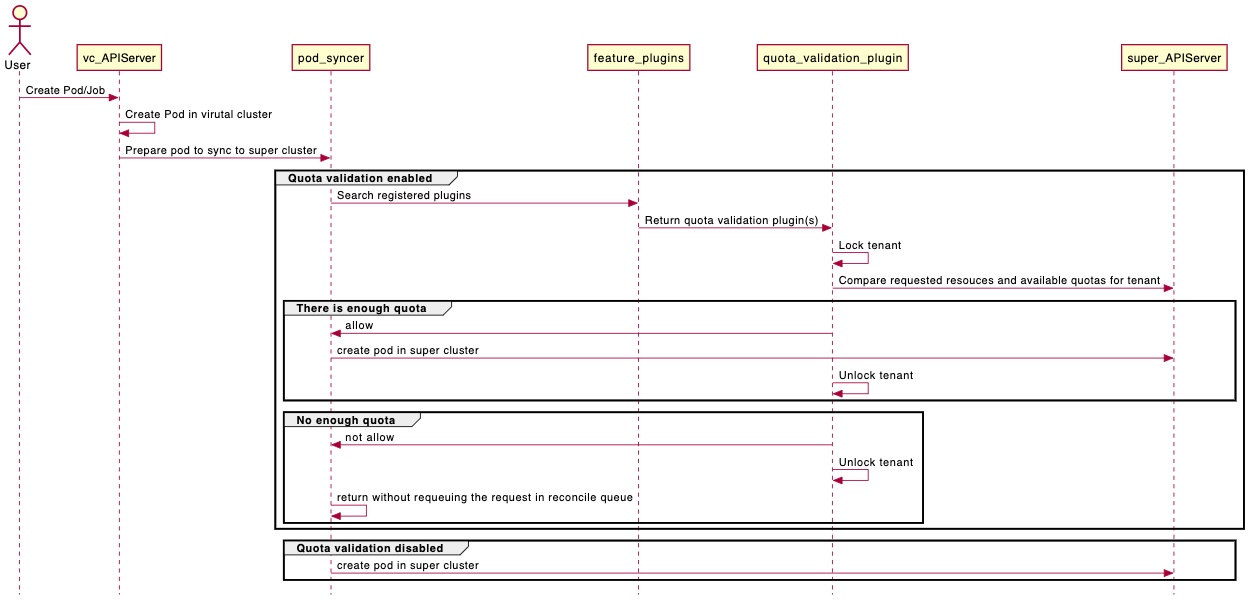 User
vc_APIServer
pod_syncer
feature_plugins
quota_validation_plugin
super_APIServer
Create Pod/Job
Create Pod in virutal cluster
Prepare pod to sync to super cluster
Quota validation enabled
Search registered plugins
Return quota validation plugin(s)
Lock tenant
Compare requested resouces and available quotas for tenant
There is enough quota
allow
create pod in super cluster
Unlock tenant
No enough quota
not allow
Unlock tenant
return without requeuing the request in reconcile queue
Quota validation disabled
create pod in super cluster